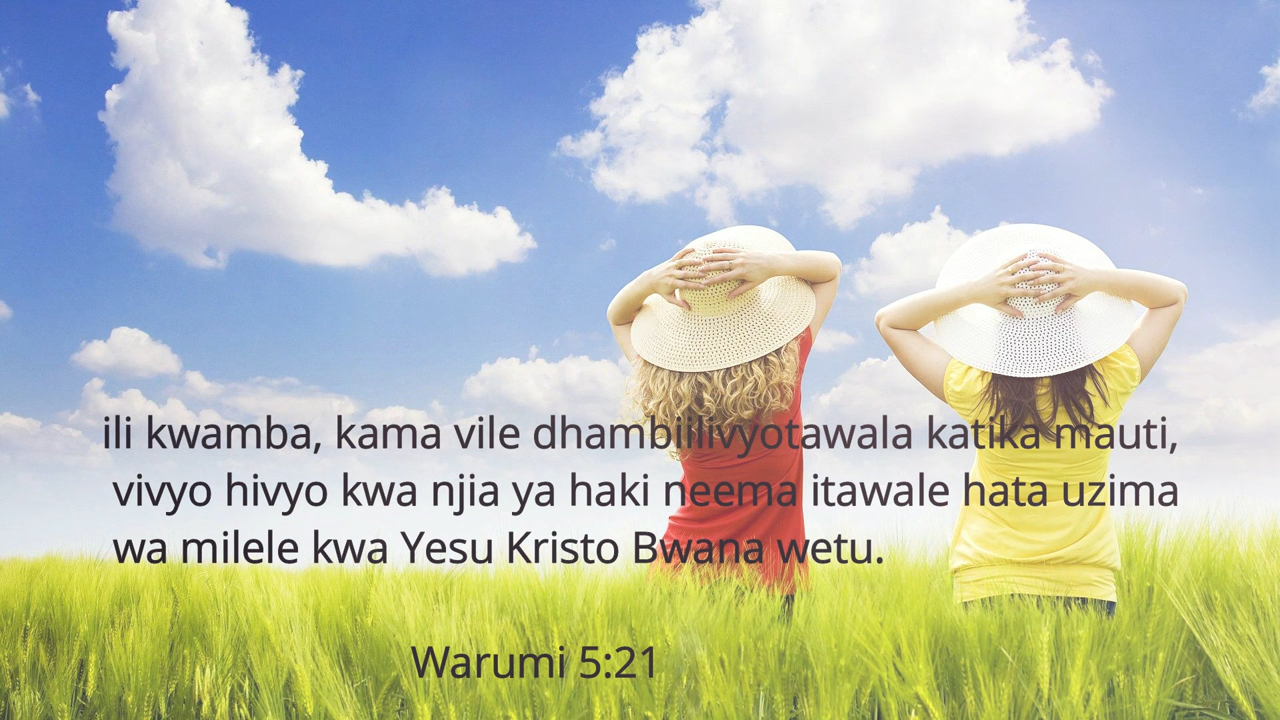 ili kwamba, kama vile dhambiilivyotawala katika mauti,
vivyo hivyo kwa njia ya haki neema itawale hata uzima
wa milele kwa Yesu Kristo Bwana wetu.
Warumi 5:21